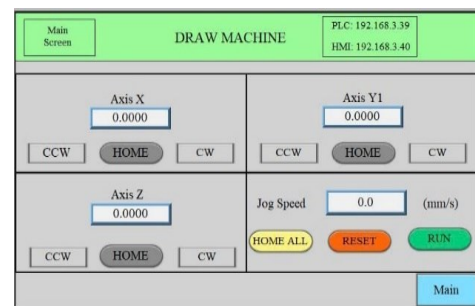 Main
Screen
DRAW MACHINE
PLC: 192.168.3.39
HMI: 192.168.3.40
Axis X
0.0000
CCW HOME CW
Axis Y1
0.0000
CCW HOME CW
Axis Z
0.0000
CCW HOME CW
Jog Speed 0.0 (mm/s)
HOME ALL RESET RUN
Main